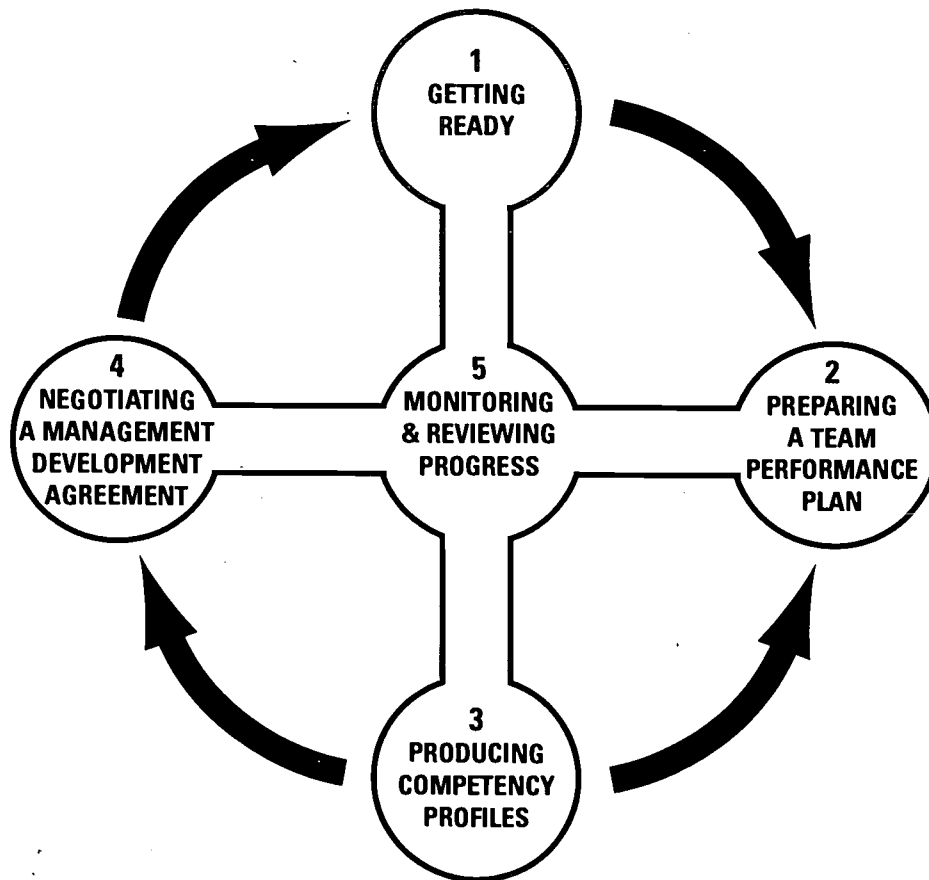 1
GETTING
READY
2
PREPARING
A TEAM
PERFORMANCE
PLAN
3
PRODUCING
COMPETENCY
PROFILES
4
NEGOTIATING
A MANAGEMENT
DEVELOPMENT
AGREEMENT
5
MONITORING
& REVIEWING
PROGRESS